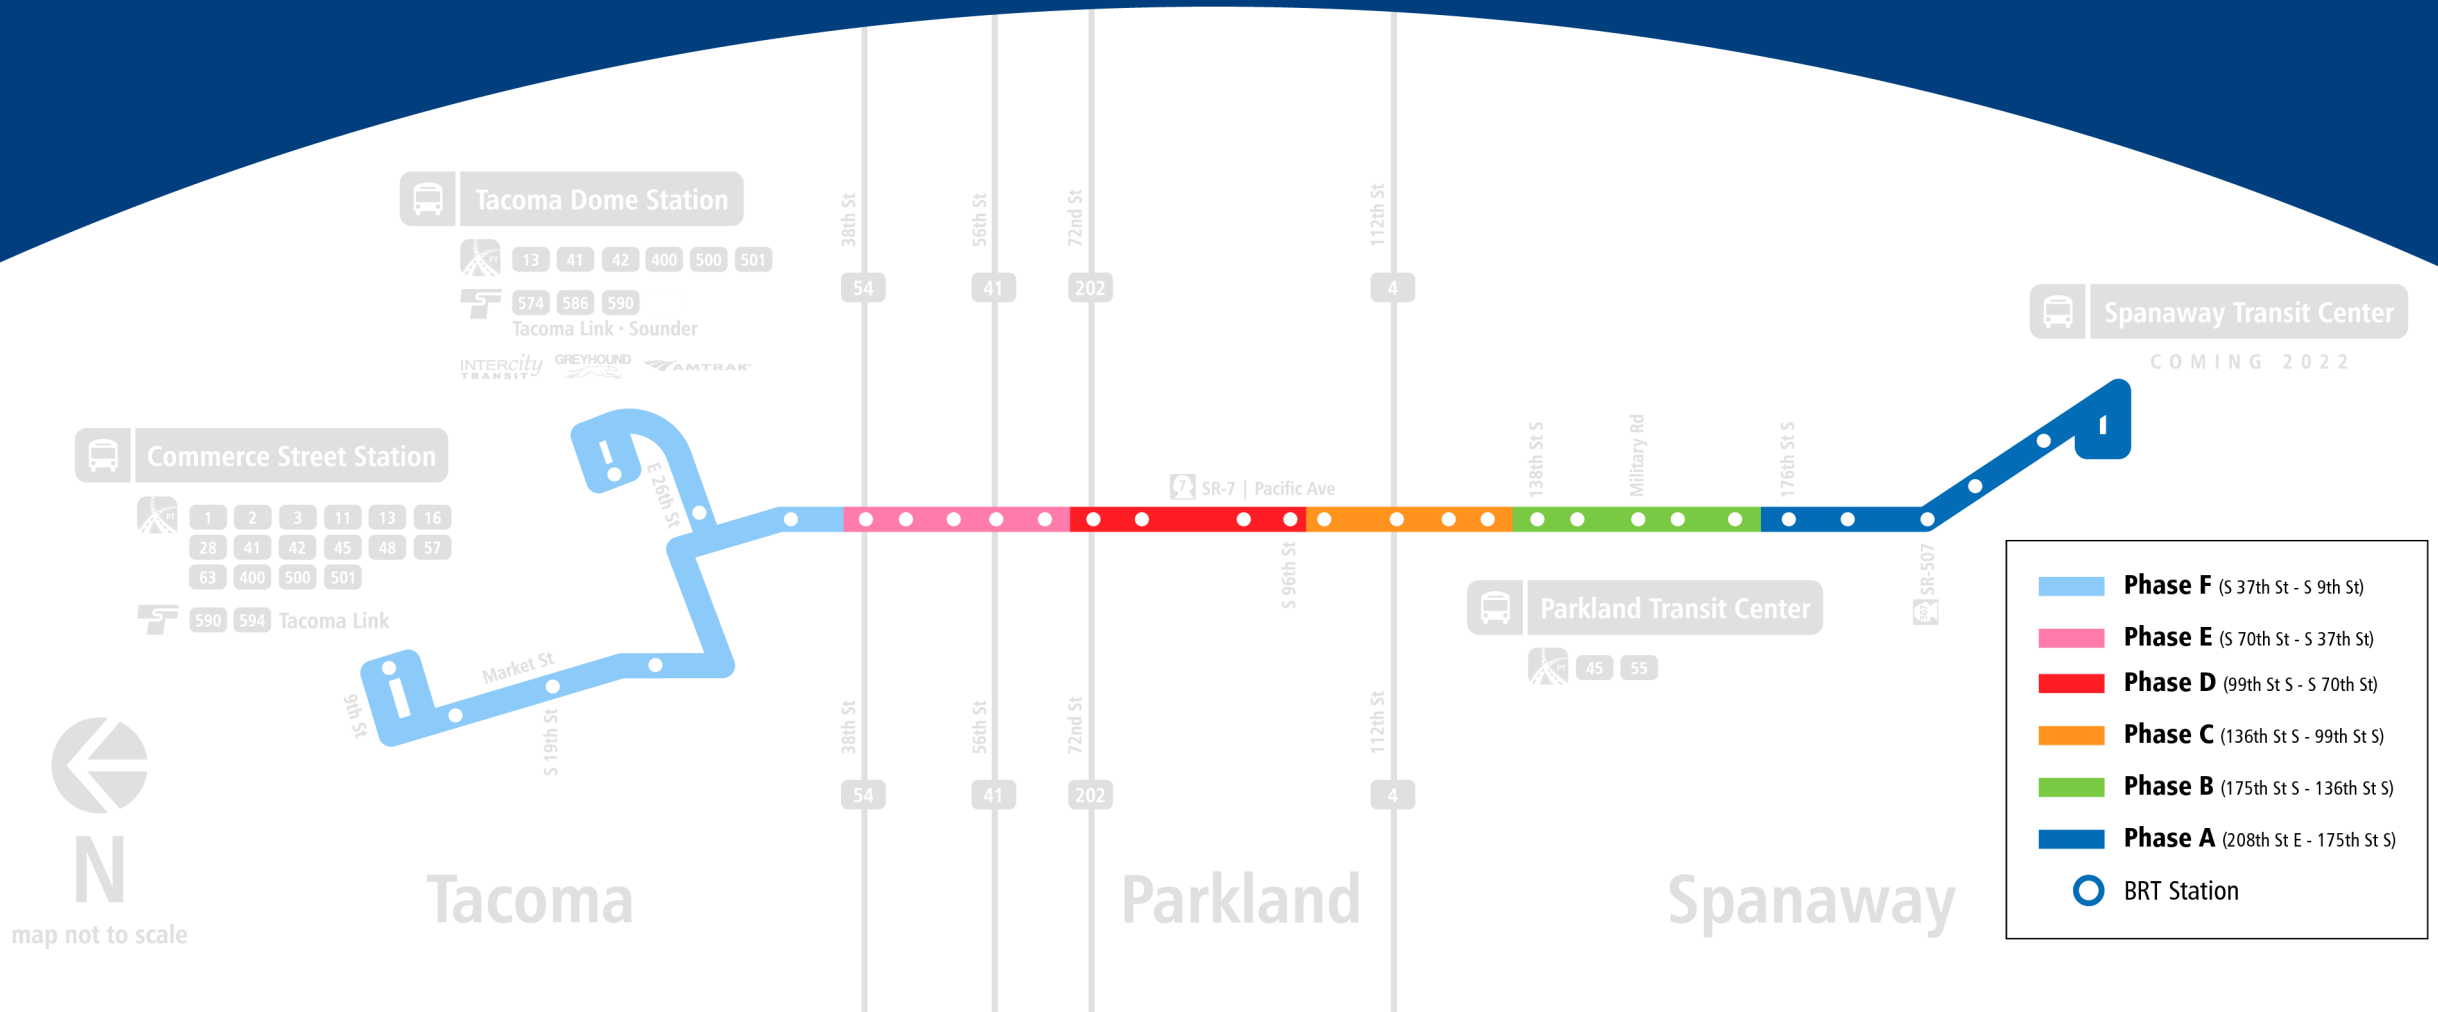 Tacoma Dome Station
PT 13 41 42 400 500 501
ST 574 586 590
Tacoma Link · Sounder
INTERcity TRANSIT
GREYHOUND
AMTRAK
Commerce Street Station
PT 1 2 3 11 13 16
28 41 42 45 48 57
63 400 500 501
ST 590 594 Tacoma Link
38th St
56th St
72nd St
112th St
54
41
202
4
Spanaway Transit Center
COMING 2022
E 26th St
7 SR-7 | Pacific Ave
138th St S
Military Rd
176th St S
S 96th St
SR-507
Parkland Transit Center
PT 45 55
Market St
9th St
S 19th St
38th St
56th St
72nd St
112th St
54
41
202
4
N
map not to scale
Tacoma
Parkland
Spanaway
Phase F (S 37th St - S 9th St)
Phase E (S 70th St - S 37th St)
Phase D (99th St S - S 70th St)
Phase C (136th St S - 99th St S)
Phase B (175th St S - 136th St S)
Phase A (208th St E - 175th St S)
BRT Station